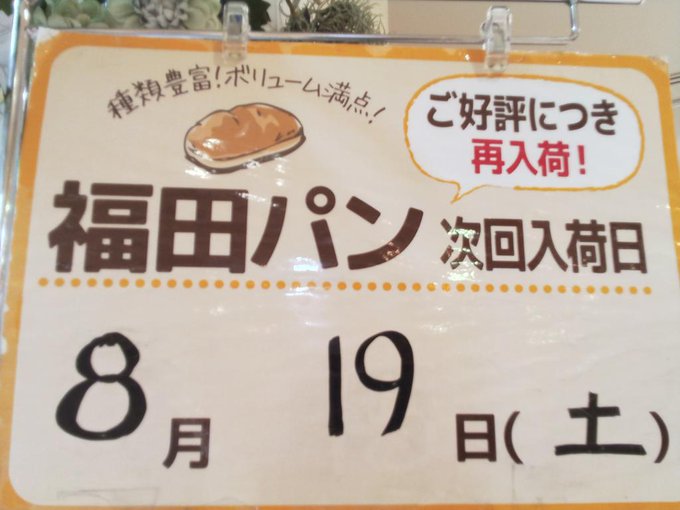 種類豊富!ボリューム満点!
ご好評につき
再入荷!
福田パン 次回入荷日
8月 19日(土)